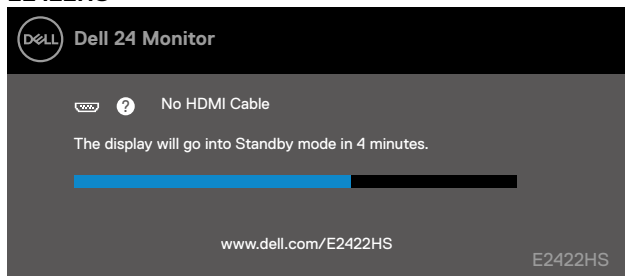 E2422HS
DELL Dell 24 Monitor
? No HDMI Cable
The display will go into Standby mode in 4 minutes.
www.dell.com/E2422HS
E2422HS